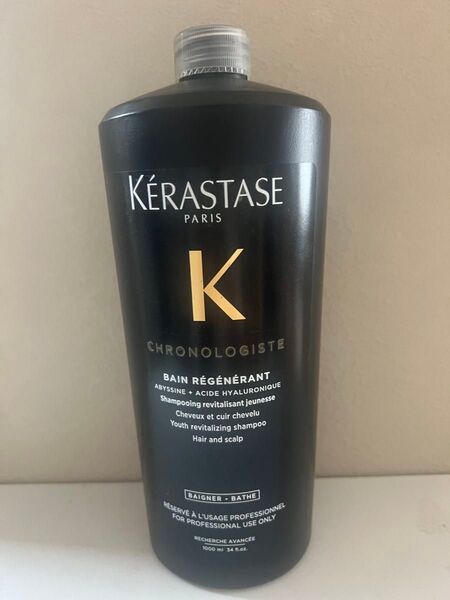 KÉRASTASE
PARIS
K
CHRONOLOGISTE
BAIN RÉGÉNÉRANT
ABYSSINE + ACIDE HYALURONIQUE
Shampooing revitalisant jeunesse
Cheveux et cuir chevelu
Youth revitalizing shampoo
Hair and scalp
BAIGNER - BATHE
RÉSERVÉ À L'USAGE PROFESSIONNEL
FOR PROFESSIONAL USE ONLY
RECHERCHE AVANCÉE
1000 ml 34 fl.oz.